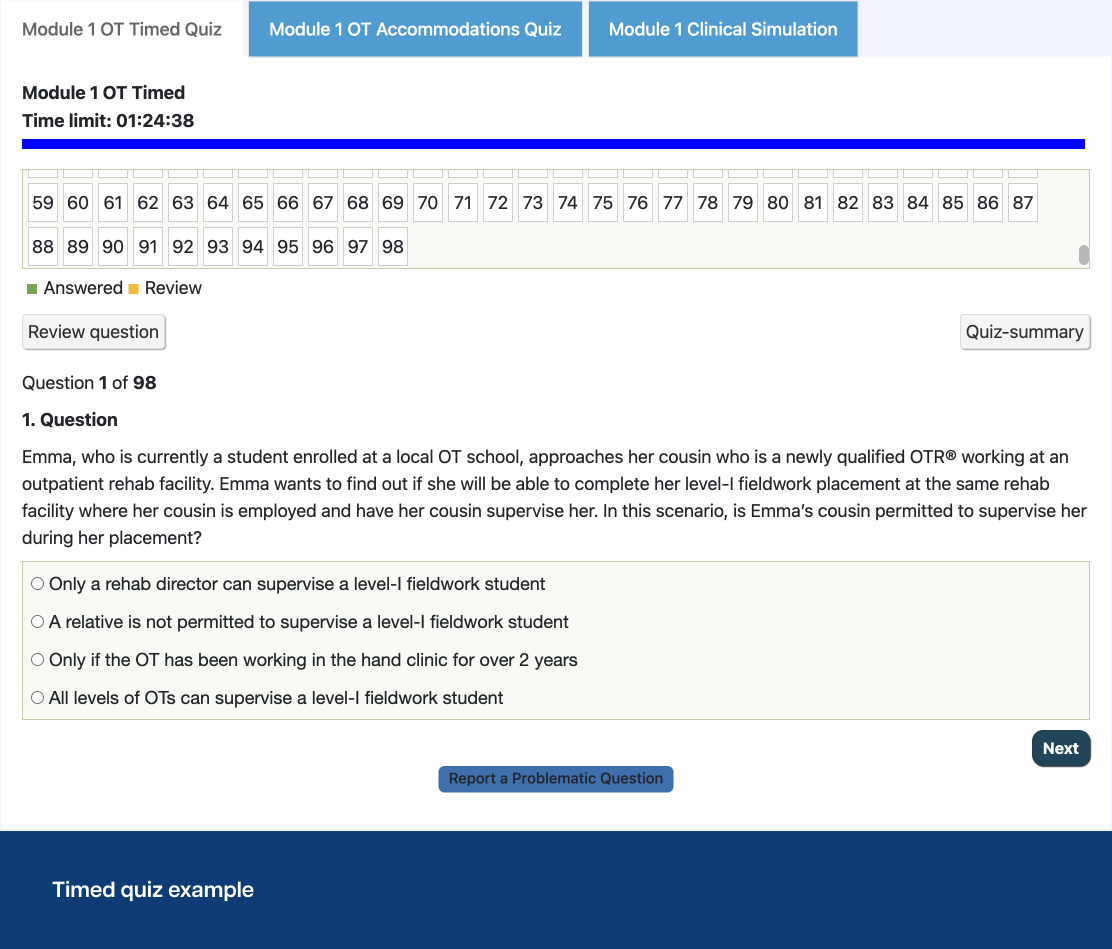 Module 1 OT Timed Quiz
Module 1 OT Accommodations Quiz
Module 1 Clinical Simulation
Module 1 OT Timed
Time limit: 01:24:38
59 60 61 62 63 64 65 66 67 68 69 70 71 72 73 74 75 76 77 78 79 80 81 82 83 84 85 86 87
88 89 90 91 92 93 94 95 96 97 98
Answered Review
Review question
Quiz-summary
Question 1 of 98
1. Question
Emma, who is currently a student enrolled at a local OT school, approaches her cousin who is a newly qualified OTR® working at an
outpatient rehab facility. Emma wants to find out if she will be able to complete her level-I fieldwork placement at the same rehab
facility where her cousin is employed and have her cousin supervise her. In this scenario, is Emma’s cousin permitted to supervise her
during her placement?
Only a rehab director can supervise a level-I fieldwork student
A relative is not permitted to supervise a level-I fieldwork student
Only if the OT has been working in the hand clinic for over 2 years
All levels of OTs can supervise a level-I fieldwork student
Next
Report a Problematic Question
Timed quiz example